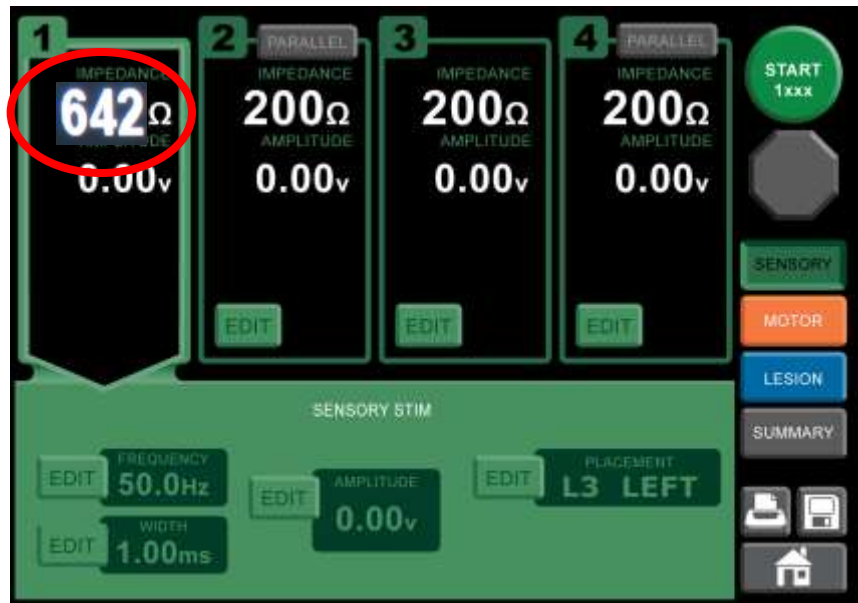 1
IMPEDANCE
642Ω
AMPLITUDE
0.00v
2 PARALLEL
IMPEDANCE
200Ω
AMPLITUDE
0.00v
EDIT
3
IMPEDANCE
200Ω
AMPLITUDE
0.00v
EDIT
4 PARALLEL
IMPEDANCE
200Ω
AMPLITUDE
0.00v
EDIT
START
1xxx
SENSORY
MOTOR
LESION
SUMMARY
SENSORY STIM
EDIT
FREQUENCY
50.0Hz
EDIT
WIDTH
1.00ms
EDIT
AMPLITUDE
0.00v
EDIT
PLACEMENT
L3 LEFT